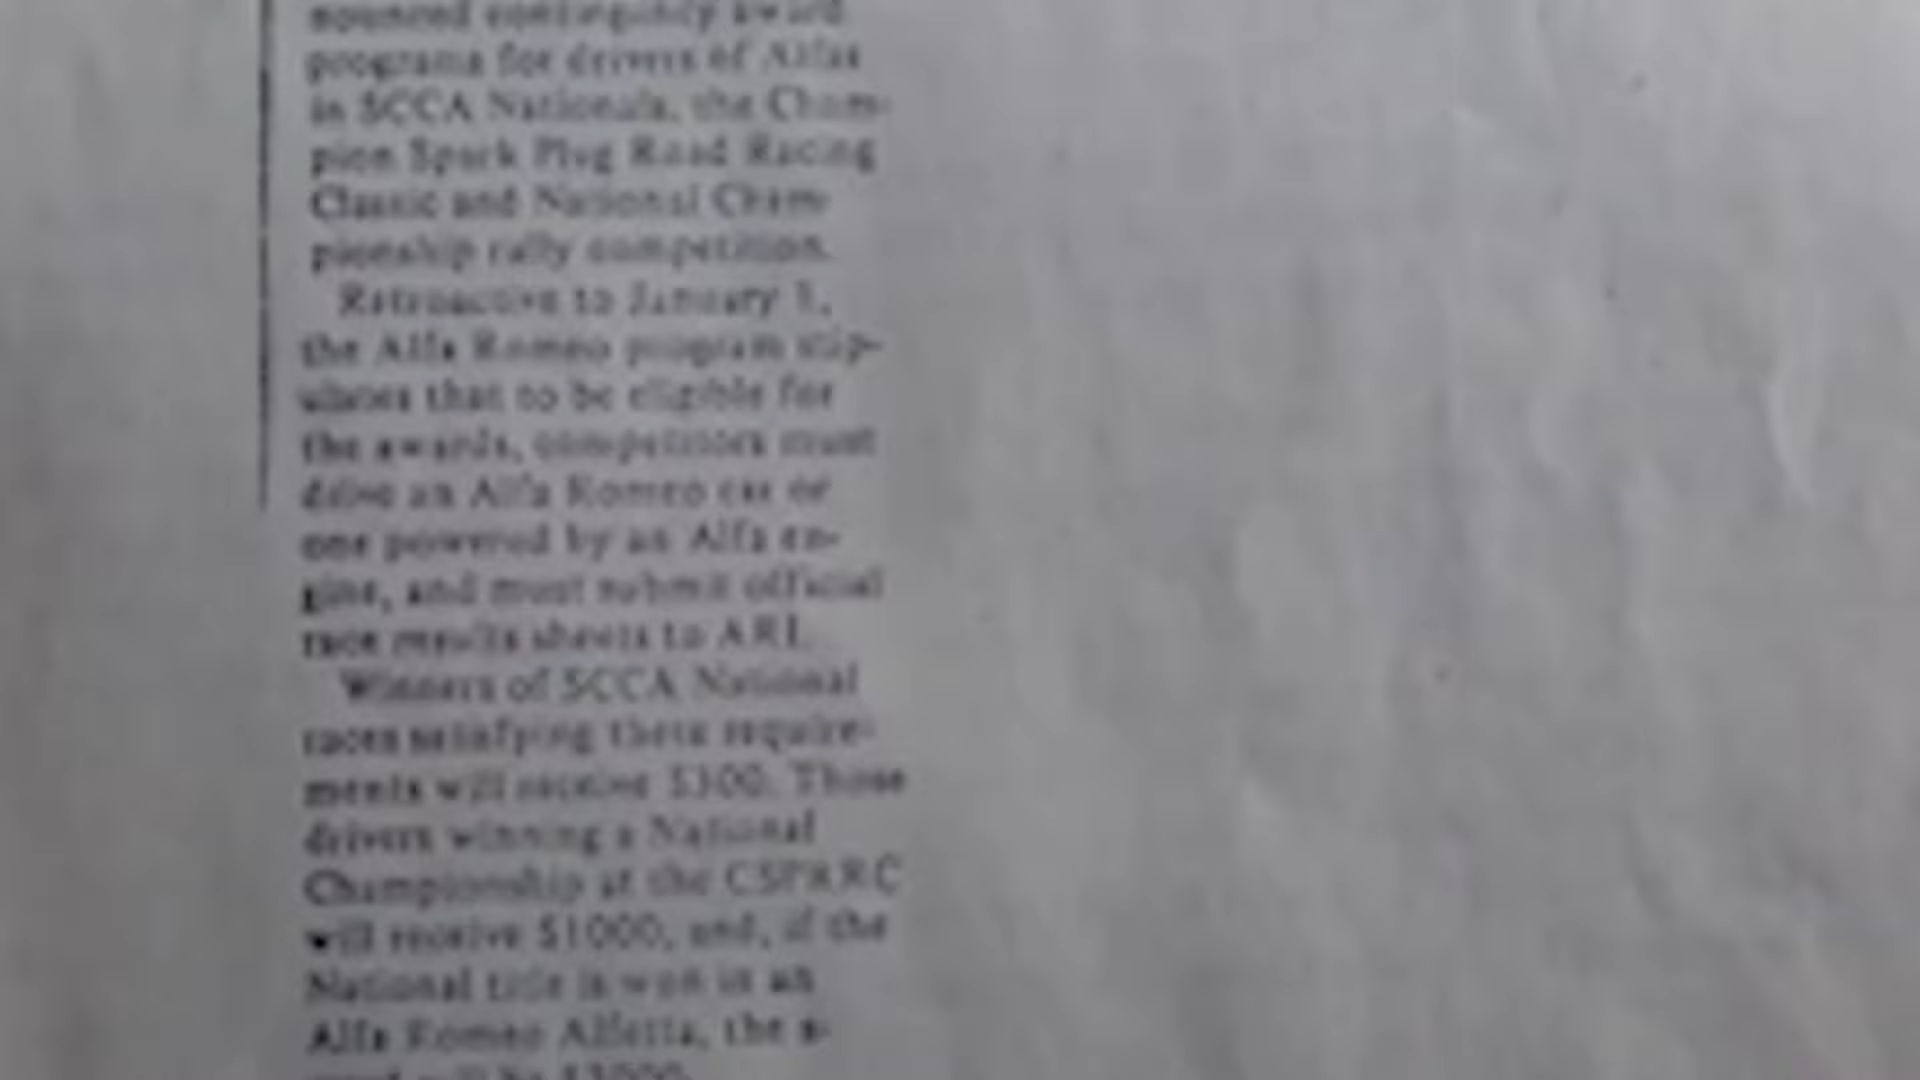 nounced contingency award
programs for drivers of Alfas
in SCCA Nationals, the Cham-
pion Spark Plug Road Racing
Classic and National Cham-
pionship rally competition.
Retroactive to January 1,
the Alfa Romeo program stip-
ulates that to be eligible for
the awards, competitors must
drive an Alfa Romeo car or
one powered by an Alfa en-
gine, and must submit official
race results sheets to ARI.
Winners of SCCA National
races satisfying these require-
ments will receive $300. Those
drivers winning a National
Championship at the CSPRRC
will receive $1000, and, if the
National title is won in an
Alfa Romeo Alfetta, the a-
ward will be $3000.